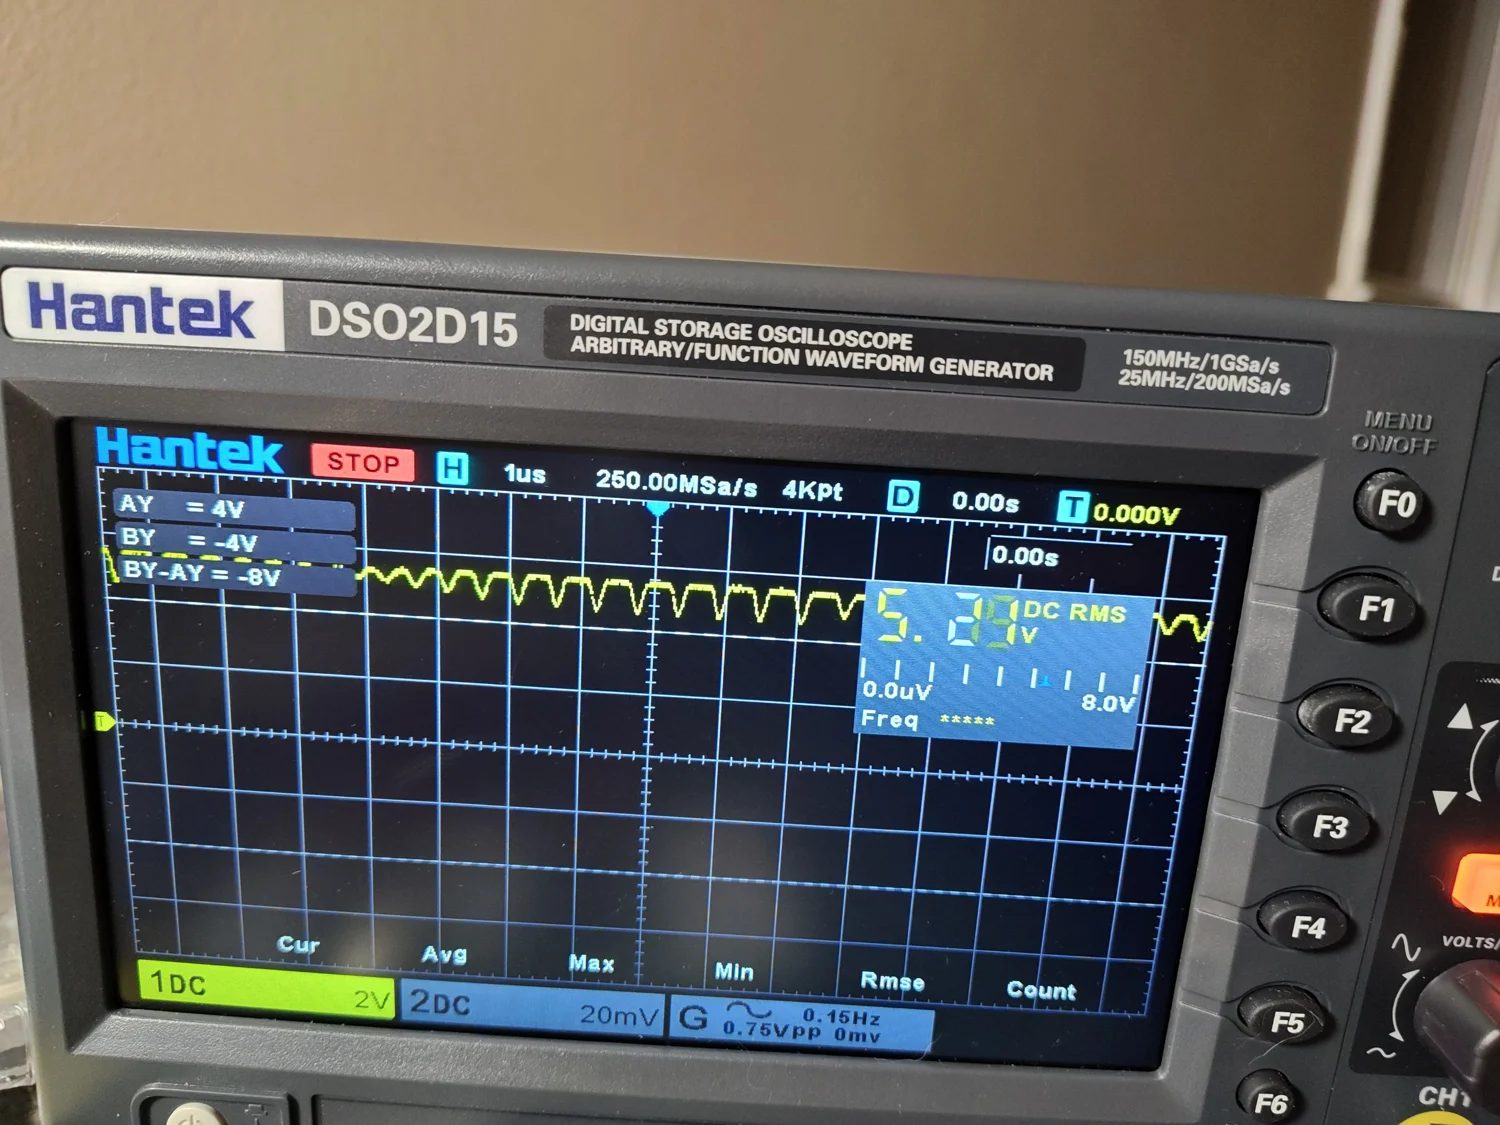 Hantek DSO2D15 DIGITAL STORAGE OSCILLOSCOPE
ARBITRARY/FUNCTION WAVEFORM GENERATOR
150MHz/1GSa/s
25MHz/200MSa/s
MENU
ON/OFF
Hantek STOP H 1us 250.00MSa/s 4Kpt D 0.00s T 0.000V
AY = 4V
BY = -4V
BY-AY = -8V
0.00s
DC RMS
V
0.0uV 8.0V
Freq *****
T
Cur Avg Max Min Rmse Count
1DC 2V 2DC 20mV G 0.15Hz
0.75Vpp 0mv
F0
F1
F2
F3
F4
F5
F6
VOLTS/
CH1